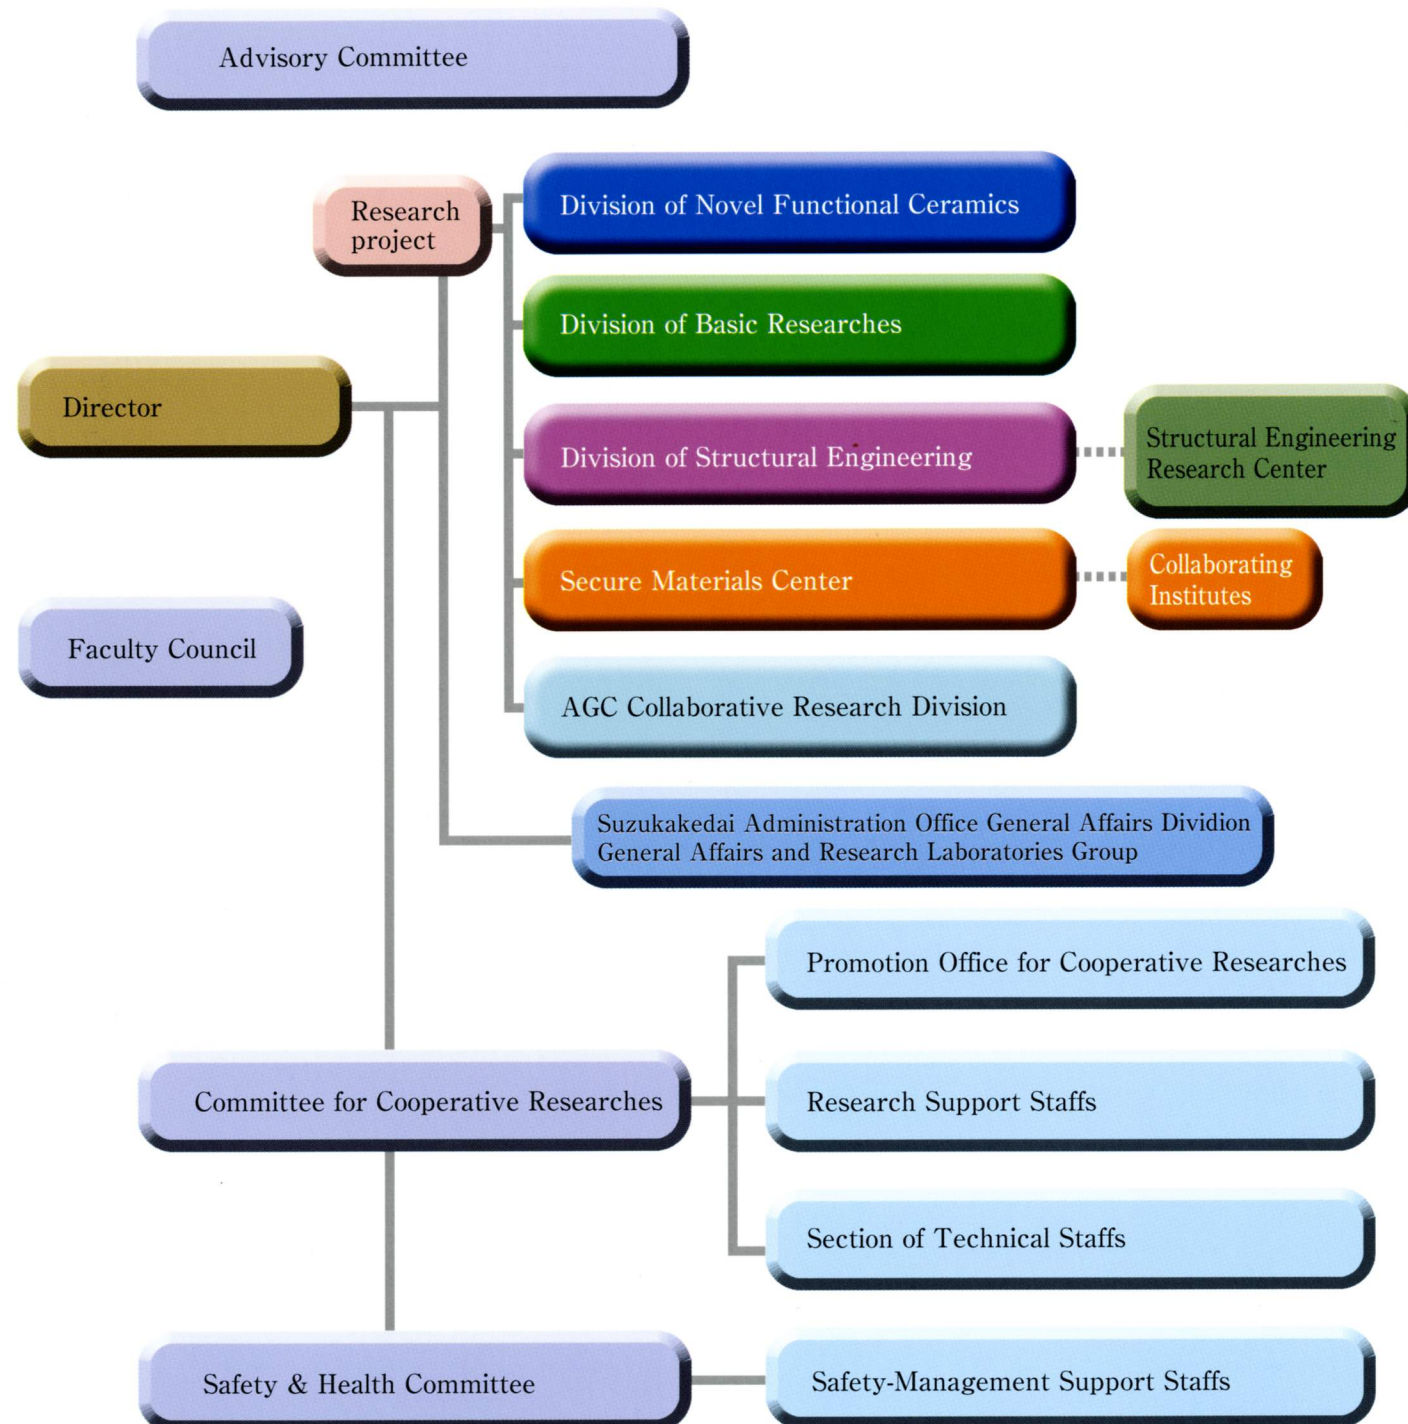 Advisory Committee
Research
project
Division of Novel Functional Ceramics
Division of Basic Researches
Director
Division of Structural Engineering
Structural Engineering
Research Center
Secure Materials Center
Collaborating
Institutes
Faculty Council
AGC Collaborative Research Division
Suzukakedai Administration Office General Affairs Dividion
General Affairs and Research Laboratories Group
Promotion Office for Cooperative Researches
Committee for Cooperative Researches
Research Support Staffs
Section of Technical Staffs
Safety & Health Committee
Safety-Management Support Staffs